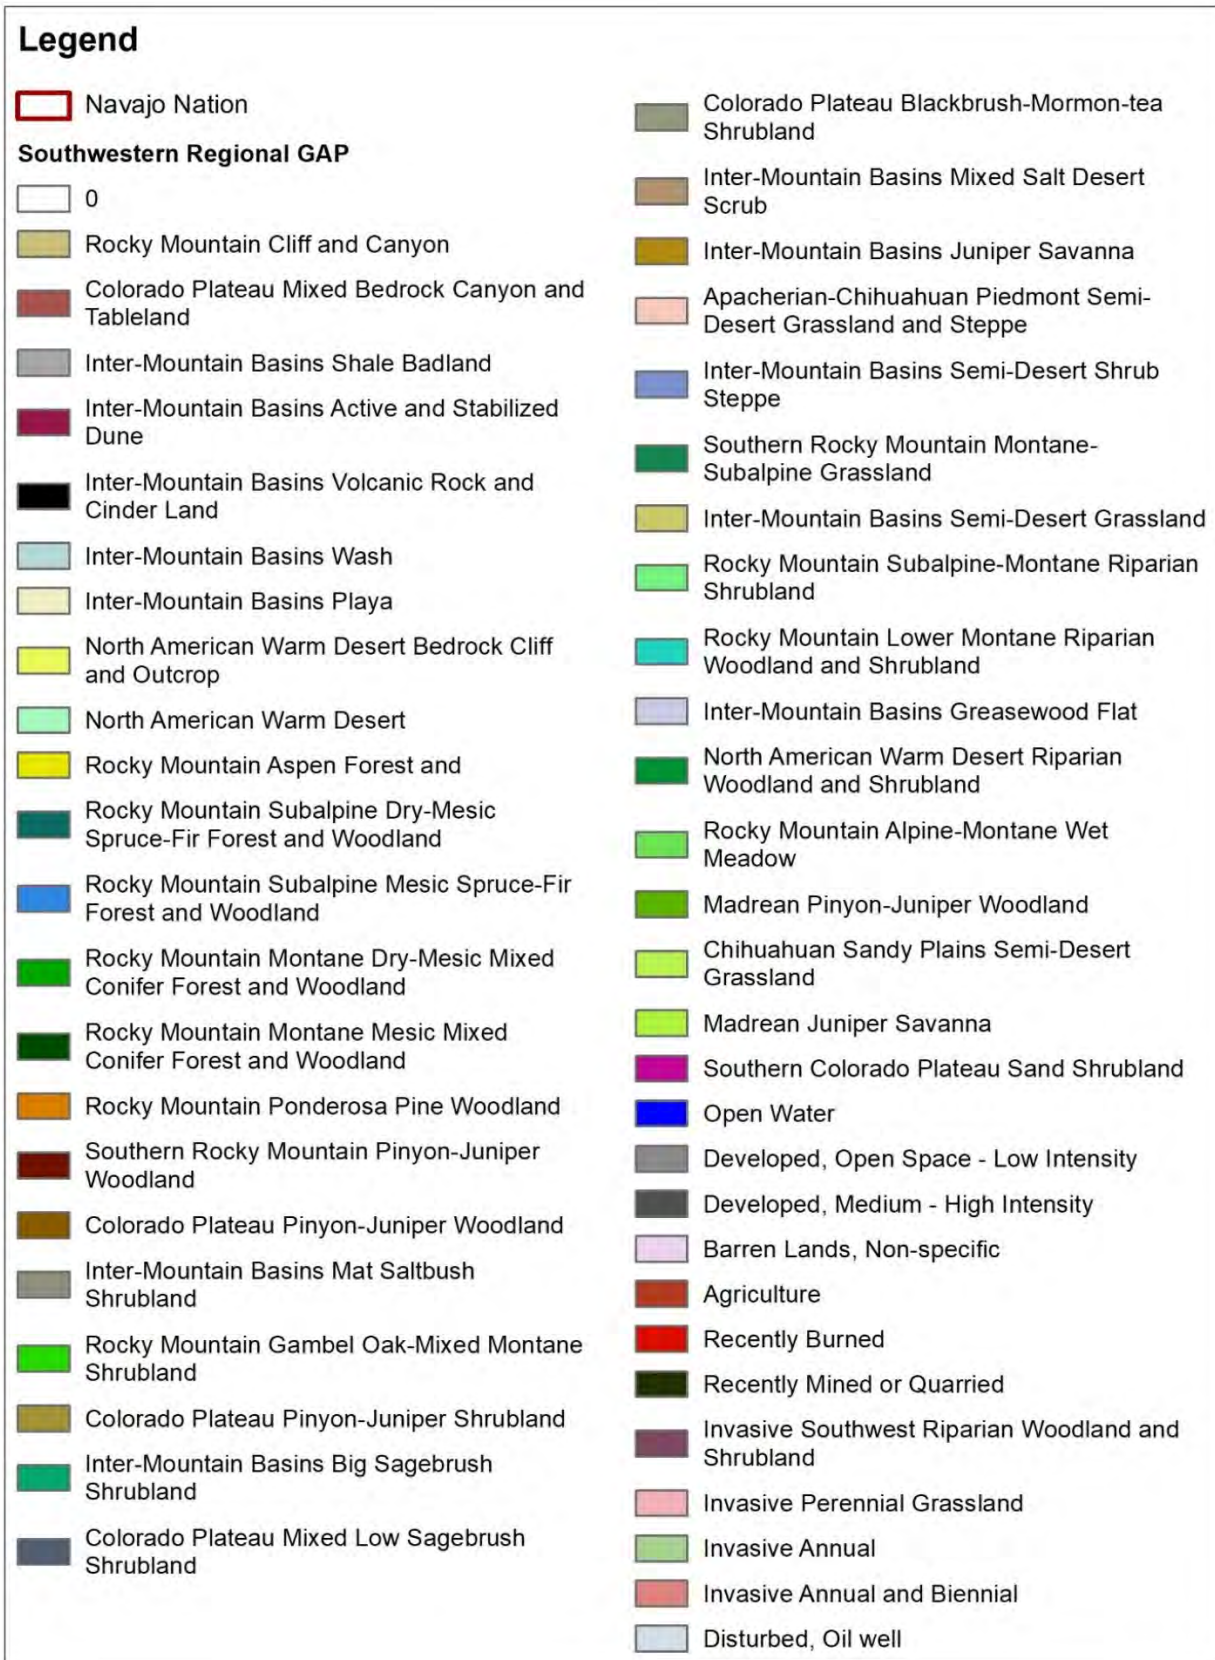 Legend
Navajo Nation
Southwestern Regional GAP
0
Rocky Mountain Cliff and Canyon
Colorado Plateau Mixed Bedrock Canyon and
Tableland
Inter-Mountain Basins Shale Badland
Inter-Mountain Basins Active and Stabilized
Dune
Inter-Mountain Basins Volcanic Rock and
Cinder Land
Inter-Mountain Basins Wash
Inter-Mountain Basins Playa
North American Warm Desert Bedrock Cliff
and Outcrop
North American Warm Desert
Rocky Mountain Aspen Forest and
Rocky Mountain Subalpine Dry-Mesic
Spruce-Fir Forest and Woodland
Rocky Mountain Subalpine Mesic Spruce-Fir
Forest and Woodland
Rocky Mountain Montane Dry-Mesic Mixed
Conifer Forest and Woodland
Rocky Mountain Montane Mesic Mixed
Conifer Forest and Woodland
Rocky Mountain Ponderosa Pine Woodland
Southern Rocky Mountain Pinyon-Juniper
Woodland
Colorado Plateau Pinyon-Juniper Woodland
Inter-Mountain Basins Mat Saltbush
Shrubland
Rocky Mountain Gambel Oak-Mixed Montane
Shrubland
Colorado Plateau Pinyon-Juniper Shrubland
Inter-Mountain Basins Big Sagebrush
Shrubland
Colorado Plateau Mixed Low Sagebrush
Shrubland
Colorado Plateau Blackbrush-Mormon-tea
Shrubland
Inter-Mountain Basins Mixed Salt Desert
Scrub
Inter-Mountain Basins Juniper Savanna
Apacherian-Chihuahuan Piedmont Semi-
Desert Grassland and Steppe
Inter-Mountain Basins Semi-Desert Shrub
Steppe
Southern Rocky Mountain Montane-
Subalpine Grassland
Inter-Mountain Basins Semi-Desert Grassland
Rocky Mountain Subalpine-Montane Riparian
Shrubland
Rocky Mountain Lower Montane Riparian
Woodland and Shrubland
Inter-Mountain Basins Greasewood Flat
North American Warm Desert Riparian
Woodland and Shrubland
Rocky Mountain Alpine-Montane Wet
Meadow
Madrean Pinyon-Juniper Woodland
Chihuahuan Sandy Plains Semi-Desert
Grassland
Madrean Juniper Savanna
Southern Colorado Plateau Sand Shrubland
Open Water
Developed, Open Space - Low Intensity
Developed, Medium - High Intensity
Barren Lands, Non-specific
Agriculture
Recently Burned
Recently Mined or Quarried
Invasive Southwest Riparian Woodland and
Shrubland
Invasive Perennial Grassland
Invasive Annual
Invasive Annual and Biennial
Disturbed, Oil well